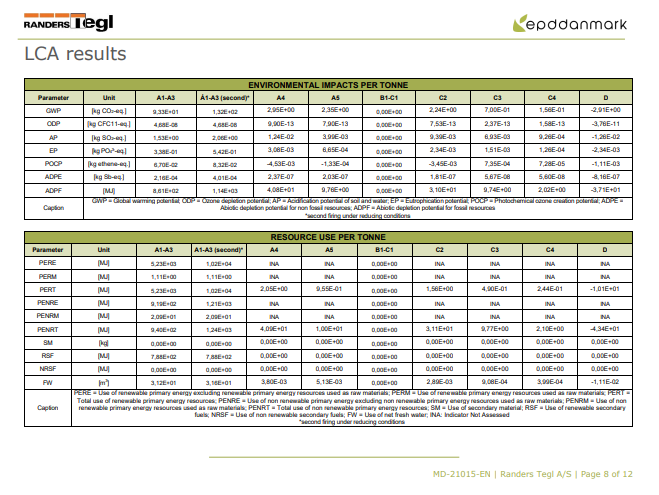 RANDERS Tegl
epddanmark
LCA results
ENVIRONMENTAL IMPACTS PER TONNE
Parameter Unit A1-A3 A1-A3 (second)* A4 A5 B1-C1 C2 C3 C4 D
GWP [kg CO₂-eq.] 9,33E+01 1,32E+02 2,95E+00 2,35E+00 0,00E+00 2,24E+00 7,00E-01 1,56E-01 -2,91E+00
ODP [kg CFC11-eq.] 4,68E-08 4,68E-08 9,90E-13 7,90E-13 0,00E+00 7,53E-13 2,37E-13 1,58E-13 -3,76E-11
AP [kg SO₂-eq.] 1,53E+00 2,06E+00 1,24E-02 3,99E-03 0,00E+00 9,39E-03 6,93E-03 9,26E-04 -1,26E-02
EP [kg PO₄³-eq.] 3,38E-01 5,42E-01 3,08E-03 6,65E-04 0,00E+00 2,34E-03 1,51E-03 1,26E-04 -2,34E-03
POCP [kg ethene-eq.] 6,70E-02 8,32E-02 -4,53E-03 -1,33E-04 0,00E+00 -3,45E-03 7,35E-04 7,28E-05 -1,11E-03
ADPE [kg Sb-eq.] 2,16E-04 4,01E-04 2,37E-07 2,03E-07 0,00E+00 1,81E-07 5,67E-08 5,60E-08 -8,16E-07
ADPF [MJ] 8,61E+02 1,14E+03 4,08E+01 9,76E+00 0,00E+00 3,10E+01 9,74E+00 2,02E+00 -3,71E+01
Caption GWP = Global warming potential; ODP = Ozone depletion potential; AP = Acidification potential of soil and water; EP = Eutrophication potential; POCP = Photochemical ozone creation potential; ADPE =
Abiotic depletion potential for non fossil resources; ADPF = Abiotic depletion potential for fossil resources
*second firing under reducing conditions
RESOURCE USE PER TONNE
Parameter Unit A1-A3 A1-A3 (second)* A4 A5 B1-C1 C2 C3 C4 D
PERE [MJ] 5,23E+03 1,02E+04 INA INA 0,00E+00 INA INA INA INA
PERM [MJ] 1,11E+00 1,11E+00 INA INA 0,00E+00 INA INA INA INA
PERT [MJ] 5,23E+03 1,02E+04 2,05E+00 9,55E-01 0,00E+00 1,56E+00 4,90E-01 2,44E-01 -1,01E+01
PENRE [MJ] 9,19E+02 1,21E+03 INA INA 0,00E+00 INA INA INA INA
PENRM [MJ] 2,09E+01 2,09E+01 INA INA 0,00E+00 INA INA INA INA
PENRT [MJ] 9,40E+02 1,24E+03 4,09E+01 1,00E+01 0,00E+00 3,11E+01 9,77E+00 2,10E+00 -4,34E+01
SM [kg] 0,00E+00 0,00E+00 0,00E+00 0,00E+00 0,00E+00 0,00E+00 0,00E+00 0,00E+00 0,00E+00
RSF [MJ] 7,88E+02 7,88E+02 0,00E+00 0,00E+00 0,00E+00 0,00E+00 0,00E+00 0,00E+00 0,00E+00
NRSF [MJ] 0,00E+00 0,00E+00 0,00E+00 0,00E+00 0,00E+00 0,00E+00 0,00E+00 0,00E+00 0,00E+00
FW [m³] 3,12E+01 3,16E+01 3,80E-03 5,13E-03 0,00E+00 2,89E-03 9,08E-04 3,99E-04 -1,11E-02
Caption PERE = Use of renewable primary energy excluding renewable primary energy resources used as raw materials; PERM = Use of renewable primary energy resources used as raw materials; PERT =
Total use of renewable primary energy resources; PENRE = Use of non renewable primary energy excluding non renewable primary energy resources used as raw materials; PENRM = Use of non
renewable primary energy resources used as raw materials; PENRT = Total use of non renewable primary energy resources; SM = Use of secondary material; RSF = Use of renewable secondary
fuels; NRSF = Use of non renewable secondary fuels; FW = Use of net fresh water; INA: Indicator Not Assessed
*second firing under reducing conditions
MD-21015-EN | Randers Tegl A/S | Page 8 of 12